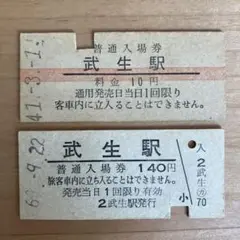 普通入場券
武生駅
料金10円
通用発売日当日1回限り
客車内に立入ることはできません。
41.-3.-1
武生駅
普通入場券 140円
旅客車内に立ち入ることはできません。
発売当日1回限り有効
2武生駅発行
小
入
2
武生
70